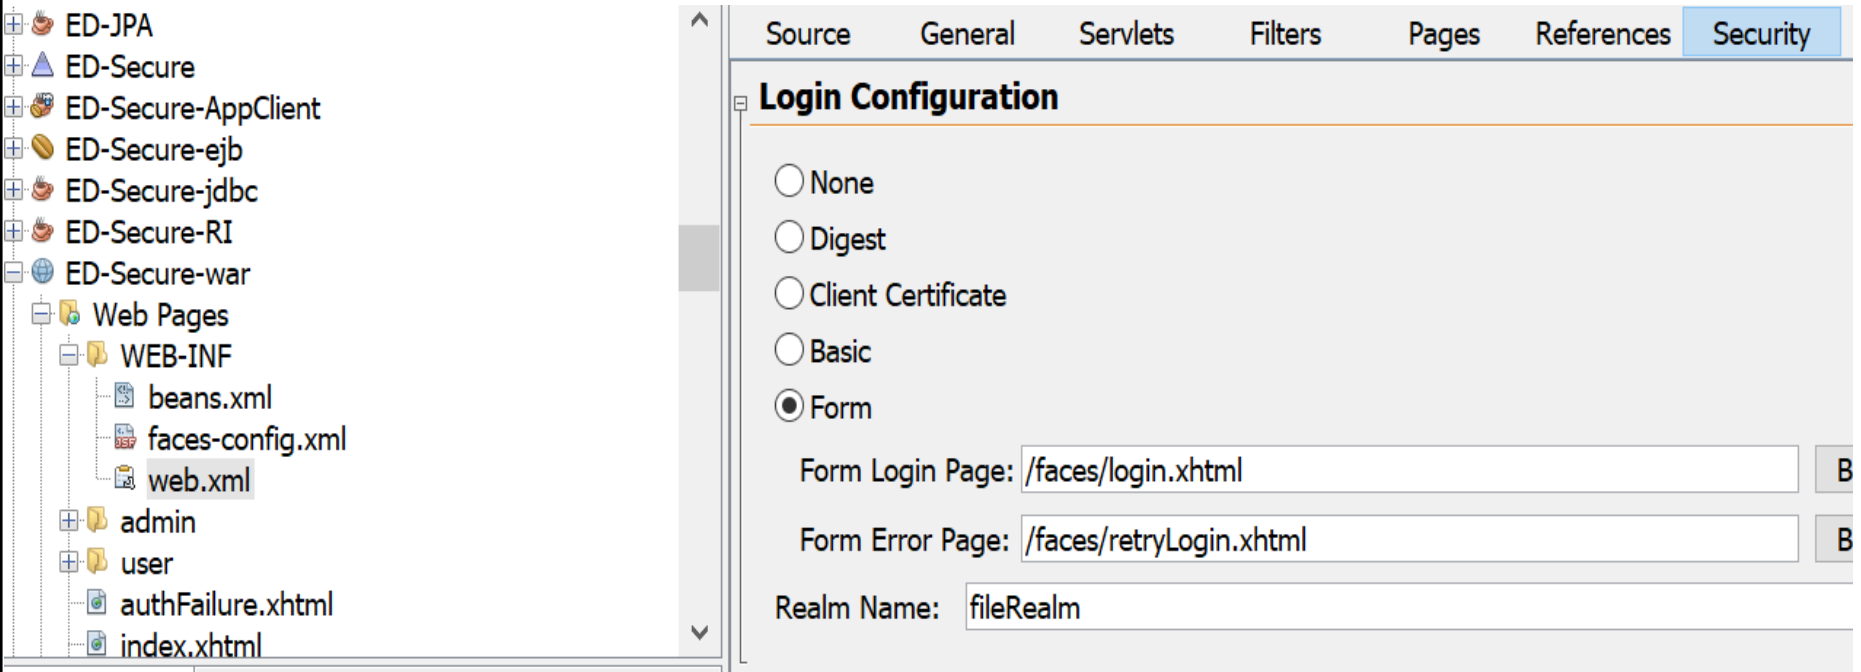 ED-JPA
ED-Secure
ED-Secure-AppClient
ED-Secure-ejb
ED-Secure-jdbc
ED-Secure-RI
ED-Secure-war
Web Pages
WEB-INF
beans.xml
faces-config.xml
web.xml
admin
user
authFailure.xhtml
index.xhtml
Source General Servlets Filters Pages References Security
Login Configuration
None
Digest
Client Certificate
Basic
Form
Form Login Page: /faces/login.xhtml B
Form Error Page: /faces/retryLogin.xhtml B
Realm Name: fileRealm